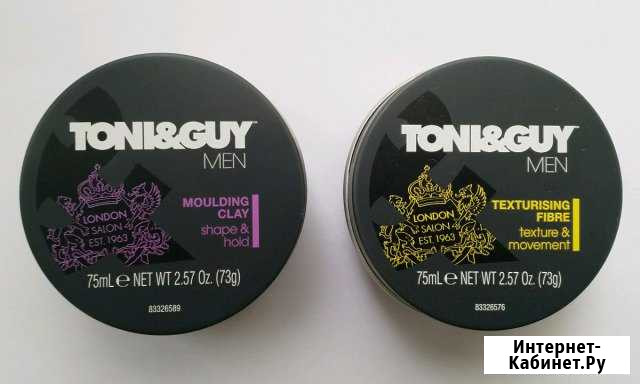 TONI&GUY™
MEN
MOULDING
CLAY
shape &
hold
LONDON
SALON
EST. 1963
75mL ℮ NET WT 2.57 Oz. (73g)
83326589
TONI&GUY™
MEN
TEXTURISING
FIBRE
texture &
movement
LONDON
SALON
EST. 1963
75mL ℮ NET WT 2.57 Oz. (73g)
83326576
Интернет-
Кабинет.Ру